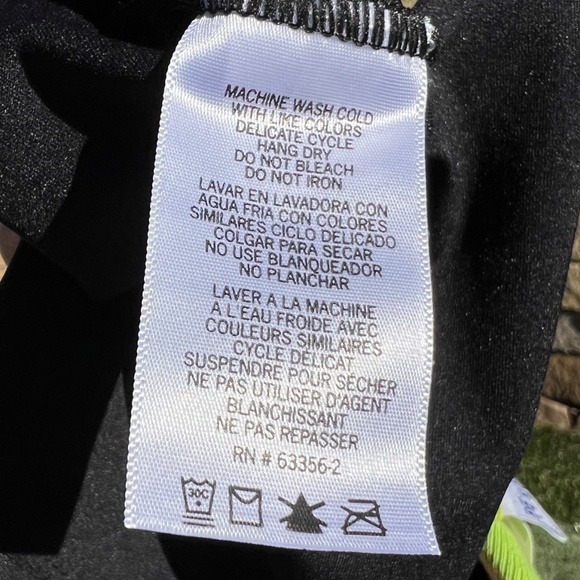 MACHINE WASH COLD
WITH LIKE COLORS
DELICATE CYCLE
HANG DRY
DO NOT BLEACH
DO NOT IRON
LAVAR EN LAVADORA CON
AGUA FRIA CON COLORES
SIMILARES CICLO DELICADO
COLGAR PARA SECAR
NO USE BLANQUEADOR
NO PLANCHAR
LAVER A LA MACHINE
A L'EAU FROIDE AVEC
COULEURS SIMILAIRES
CYCLE DELICAT
SUSPENDRE POUR SÉCHER
NE PAS UTILISER D'AGENT
BLANCHISSANT
NE PAS REPASSER
RN # 63356-2
30C